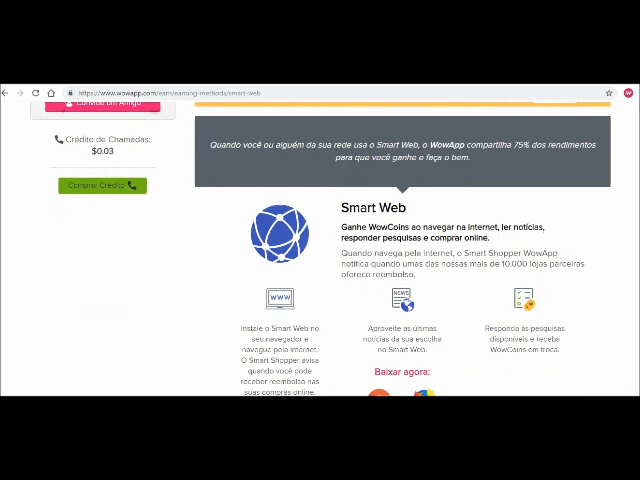 https://www.wowapp.com/earn/earning-methods/smart-web
Convide um Amigo
Crédito de Chamadas:
$0.03
Comprar Crédito
Quando você ou alguém da sua rede usa o Smart Web, o WowApp compartilha 75% dos rendimentos
para que você ganhe e faça o bem.
Smart Web
Ganhe WowCoins ao navegar na internet, ler notícias,
responder pesquisas e comprar online.
Quando navega pela internet, o Smart Shopper WowApp
notifica quando umas das nossas mais de 10.000 lojas parceiras
oferece reembolso.
WWW
Instale o Smart Web no
seu navegador e
navegue pela internet.
O Smart Shopper avisa
quando você pode
receber reembolso nas
suas compras online.
NEWS
Aproveite as últimas
notícias da sua escolha
no Smart Web.
Responda às pesquisas
disponíveis e receba
WowCoins em troca.
Baixar agora: